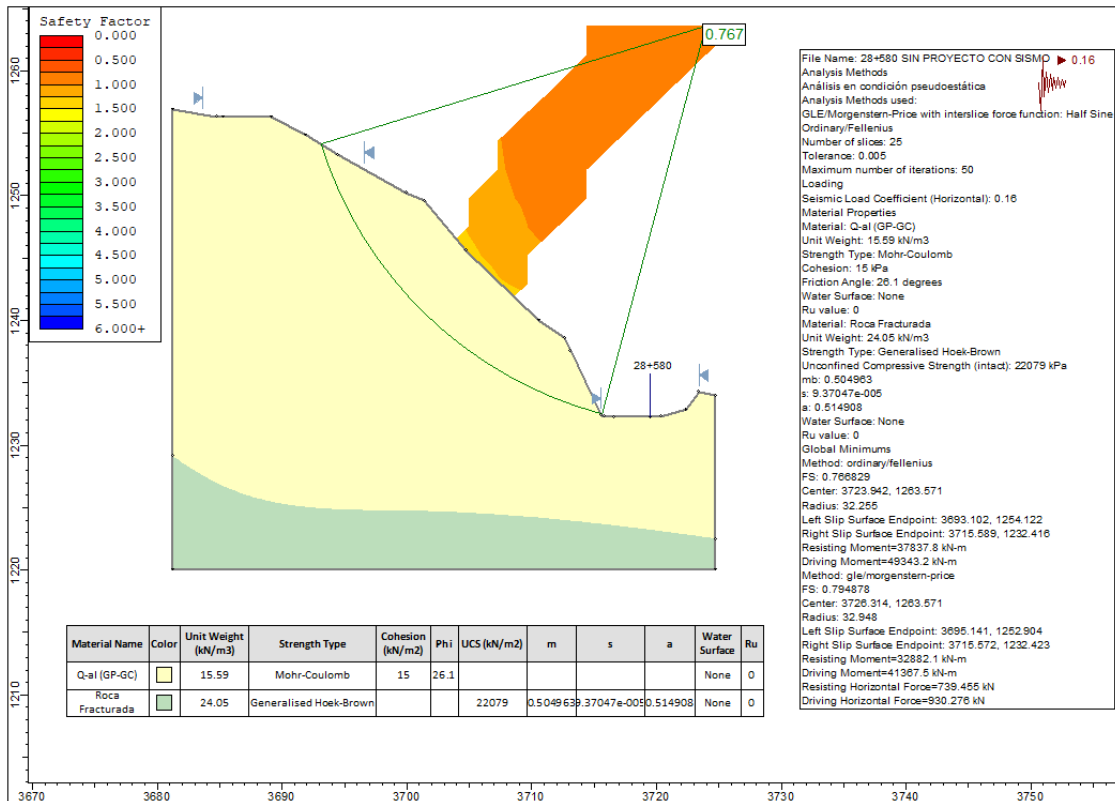 Safety Factor
0.000
0.500
1.000
1.500
2.000
2.500
3.000
3.500
4.000
4.500
5.000
5.500
6.000+
0.767
0.16
28+580
File Name: 28+580 SIN PROYECTO CON SISMO
Analysis Methods
Análisis en condición pseudoestática
Analysis Methods used:
GLE/Morgenstern-Price with interslice force function: Half Sine
Ordinary/Fellenius
Number of slices: 25
Tolerance: 0.005
Maximum number of iterations: 50
Loading
Seismic Load Coefficient (Horizontal): 0.16
Material Properties
Material: Q-al (GP-GC)
Unit Weight: 15.59 kN/m3
Strength Type: Mohr-Coulomb
Cohesion: 15 kPa
Friction Angle: 26.1 degrees
Water Surface: None
Ru value: 0
Material: Roca Fracturada
Unit Weight: 24.05 kN/m3
Strength Type: Generalised Hoek-Brown
Unconfined Compressive Strength (intact): 22079 kPa
mb: 0.504963
s: 9.37047e-005
a: 0.514908
Water Surface: None
Ru value: 0
Global Minimums
Method: ordinary/fellenius
FS: 0.766829
Center: 3723.942, 1263.571
Radius: 32.255
Left Slip Surface Endpoint: 3693.102, 1254.122
Right Slip Surface Endpoint: 3715.589, 1232.416
Resisting Moment=37837.8 kN-m
Driving Moment=49343.2 kN-m
Method: gle/morgenstern-price
FS: 0.794878
Center: 3726.314, 1263.571
Radius: 32.948
Left Slip Surface Endpoint: 3695.141, 1252.904
Right Slip Surface Endpoint: 3715.572, 1232.423
Resisting Moment=32882.1 kN-m
Driving Moment=41367.5 kN-m
Resisting Horizontal Force=739.455 kN
Driving Horizontal Force=930.276 kN
Material Name Color Unit Weight (kN/m3) Strength Type Cohesion (kN/m2) Phi UCS (kN/m2) m s a Water Surface Ru
Q-al (GP-GC) 15.59 Mohr-Coulomb 15 26.1 None 0
Roca Fracturada 24.05 Generalised Hoek-Brown 22079 0.504963 9.37047e-005 0.514908 None 0
1260
1250
1240
1230
1220
1210
3670 3680 3690 3700 3710 3720 3730 3740 3750